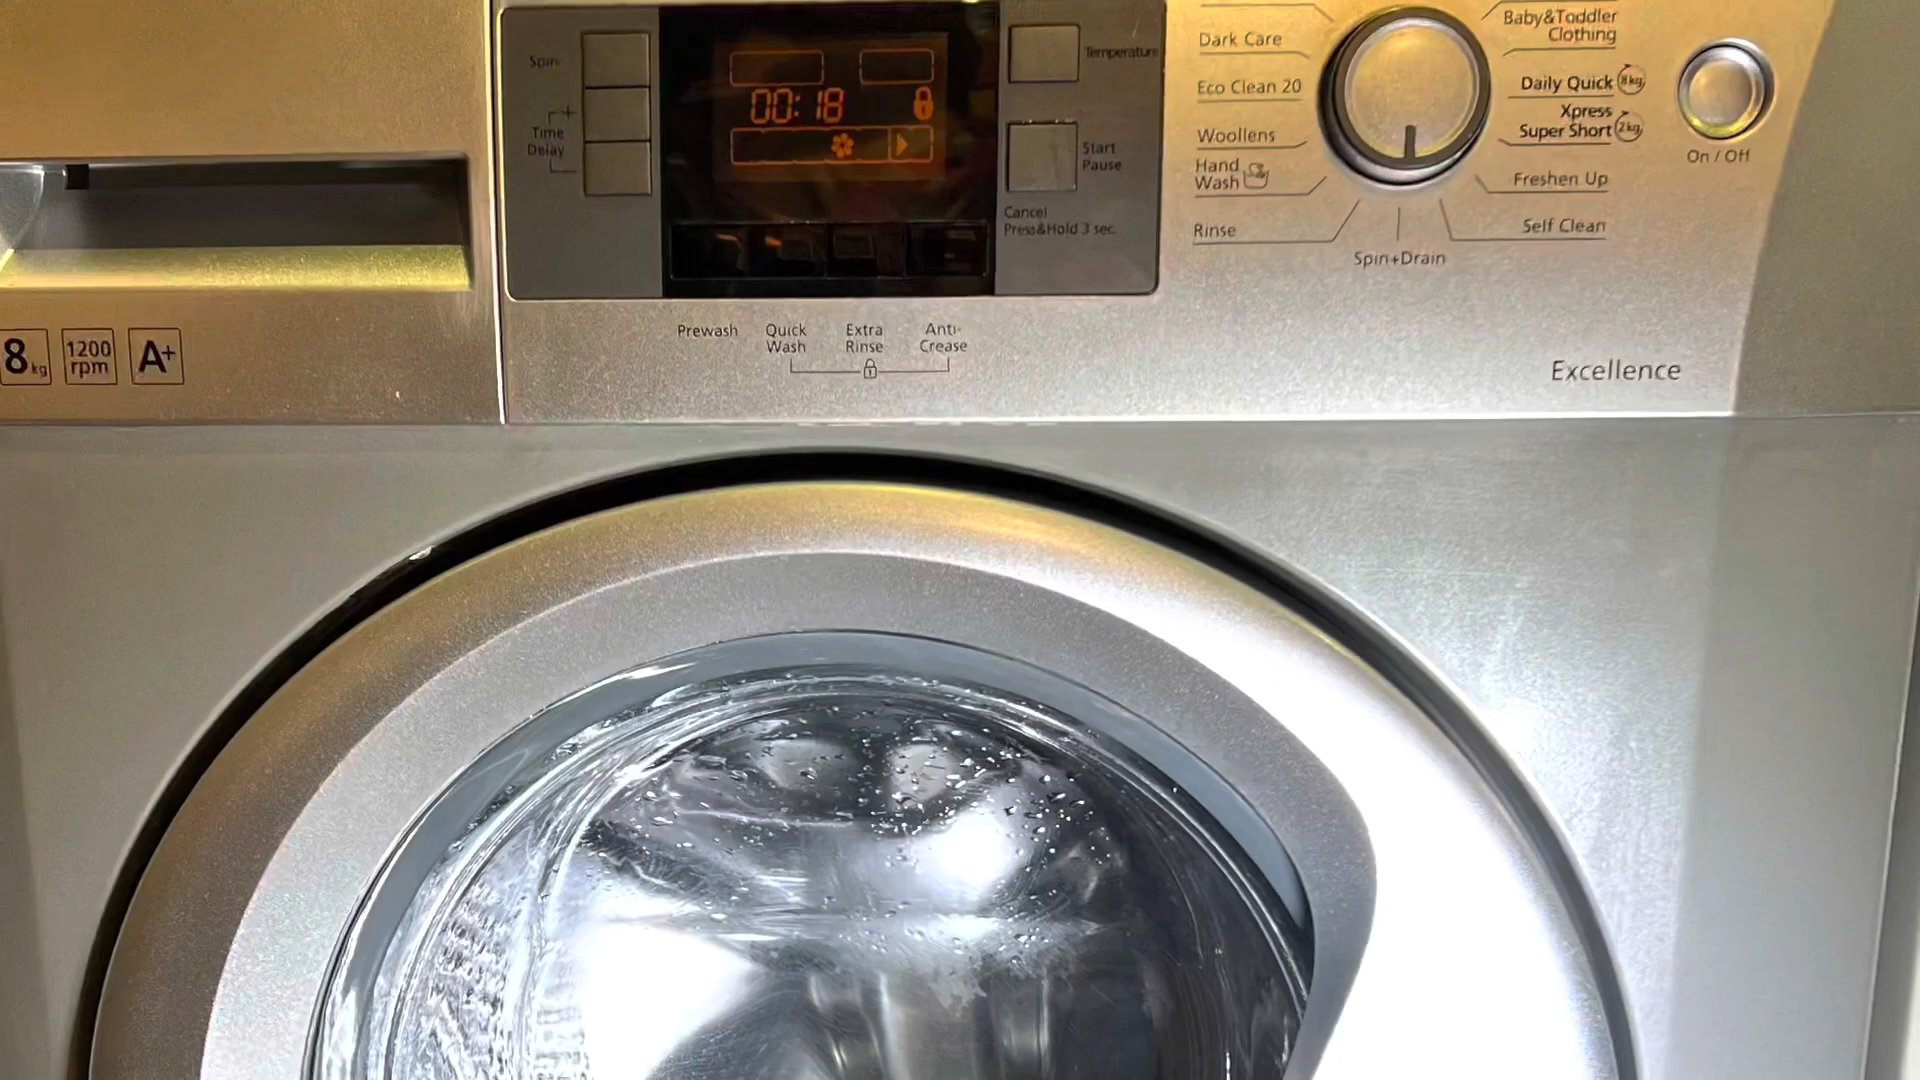 Spin
+
Time
Delay
-
00:18
Temperature
Start
Pause
Cancel
Press&Hold 3 sec.
Prewash
Quick
Wash
Extra
Rinse
Anti-
Crease
8 kg
1200
rpm
A+
Dark Care
Eco Clean 20
Woollens
Hand
Wash
Rinse
Spin+Drain
Baby&Toddler
Clothing
Daily Quick 8kg
Xpress
Super Short 2kg
Freshen Up
Self Clean
On / Off
Excellence